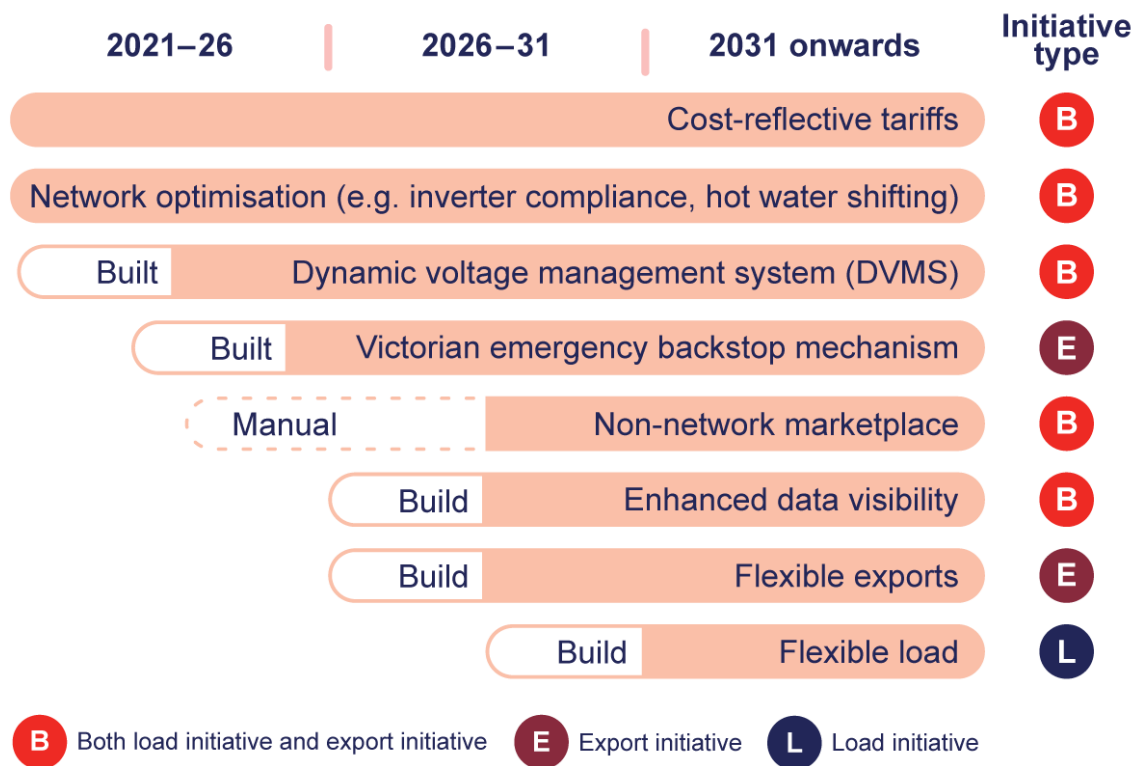 2021–26 2026–31 2031 onwards Initiative type
Cost-reflective tariffs B
Network optimisation (e.g. inverter compliance, hot water shifting) B
Built Dynamic voltage management system (DVMS) B
Built Victorian emergency backstop mechanism E
Manual Non-network marketplace B
Build Enhanced data visibility B
Build Flexible exports E
Build Flexible load L
B Both load initiative and export initiative E Export initiative L Load initiative